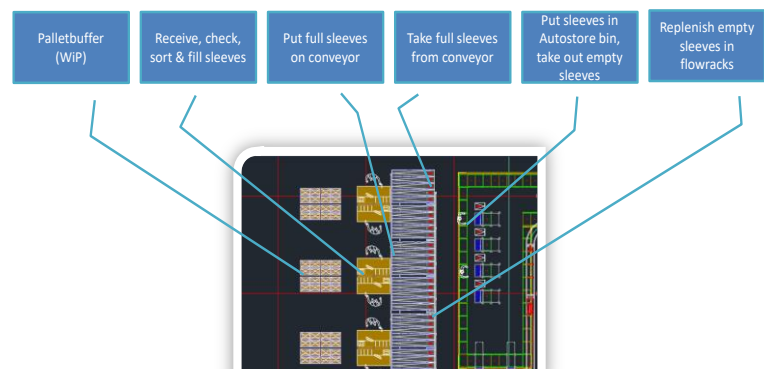 Palletbuffer
(WiP)
Receive, check,
sort & fill sleeves
Put full sleeves
on conveyor
Take full sleeves
from conveyor
Put sleeves in
Autostore bin,
take out empty
sleeves
Replenish empty
sleeves in
flowracks